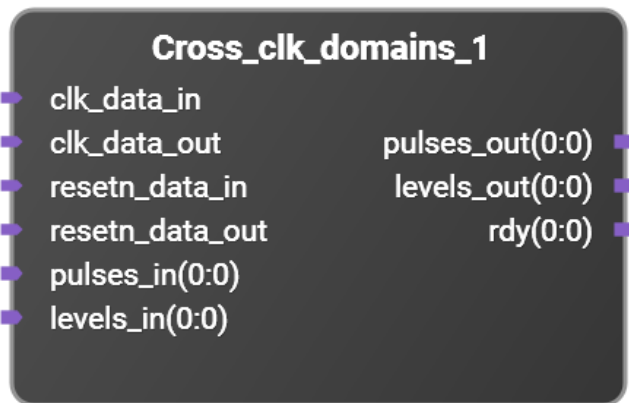 Cross_clk_domains_1
clk_data_in
clk_data_out pulses_out(0:0)
resetn_data_in levels_out(0:0)
resetn_data_out rdy(0:0)
pulses_in(0:0)
levels_in(0:0)